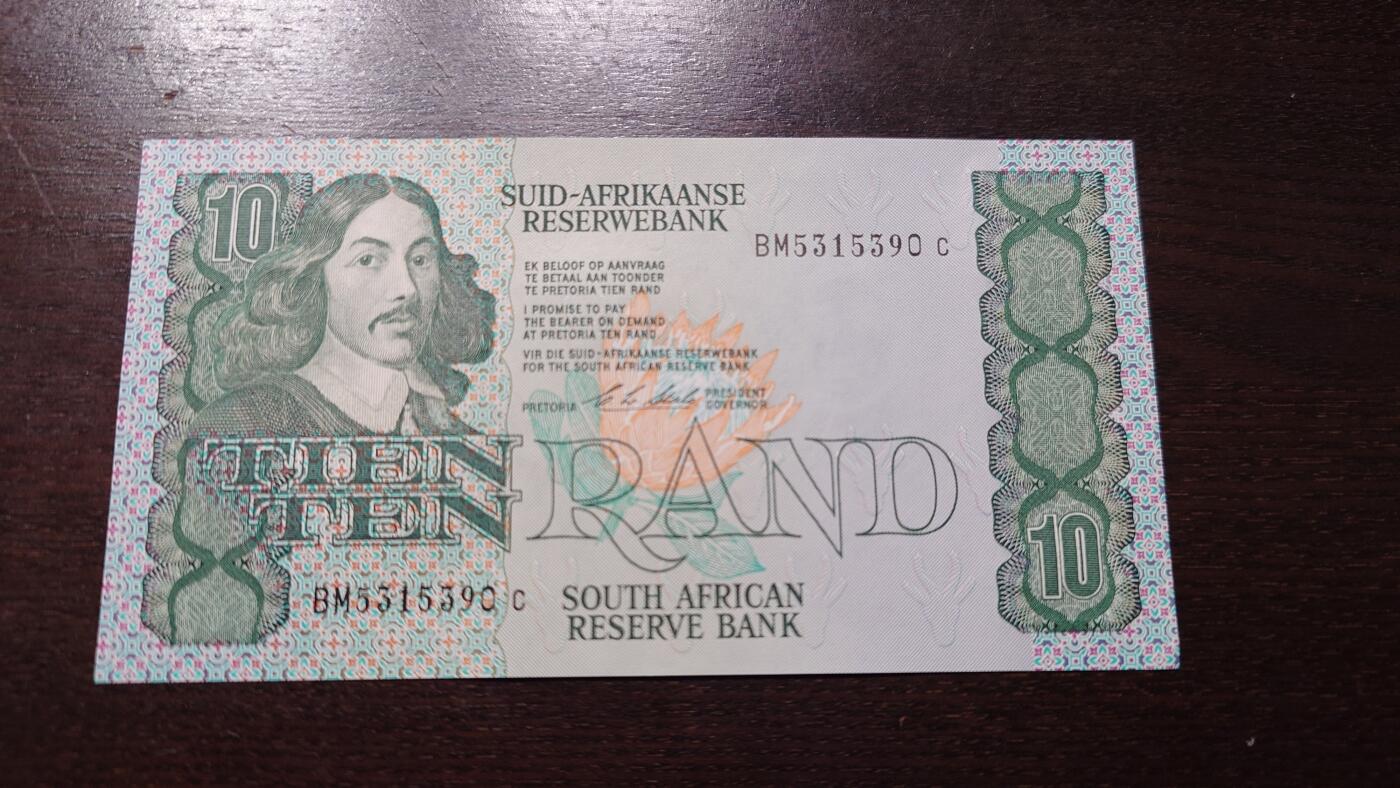 10
SUID-AFRIKAANSE
RESERWEBANK
BM5315390 C
EK BELOOF OP AANVRAAG
TE BETAAL AAN TOONDER
TE PRETORIA TIEN RAND
I PROMISE TO PAY
THE BEARER ON DEMAND
AT PRETORIA TEN RAND
VIR DIE SUID-AFRIKAANSE RESERWEBANK
FOR THE SOUTH AFRICAN RESERVE BANK
PRETORIA
PRESIDENT
GOVERNOR
TIEN
TEN
RAND
10
BM5315390 C
SOUTH AFRICAN
RESERVE BANK